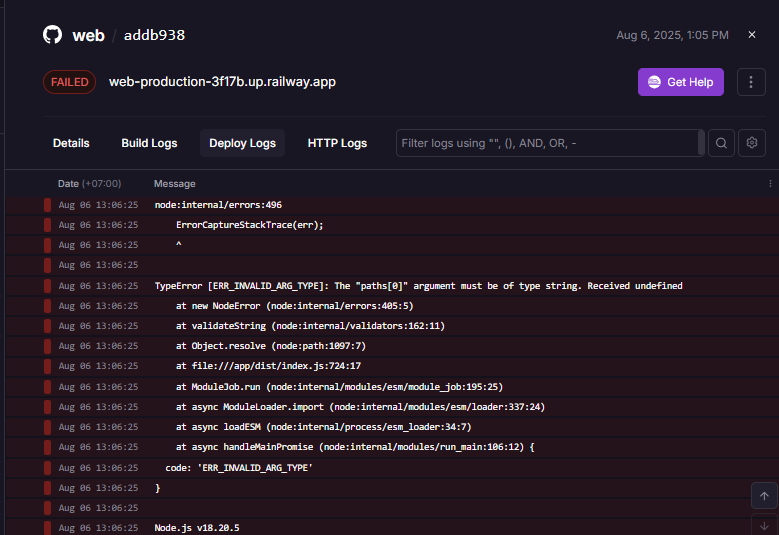 web / addb938
Aug 6, 2025, 1:05 PM
FAILED
web-production-3f17b.up.railway.app
Get Help
Details
Build Logs
Deploy Logs
HTTP Logs
Filter logs using "", (), AND, OR, -
Date (+07:00) Message
Aug 06 13:06:25 node:internal/errors:496
Aug 06 13:06:25 ErrorCaptureStackTrace(err);
Aug 06 13:06:25 ^
Aug 06 13:06:25
Aug 06 13:06:25 TypeError [ERR_INVALID_ARG_TYPE]: The "paths[0]" argument must be of type string. Received undefined
Aug 06 13:06:25 at new NodeError (node:internal/errors:405:5)
Aug 06 13:06:25 at validateString (node:internal/validators:162:11)
Aug 06 13:06:25 at Object.resolve (node:path:1097:7)
Aug 06 13:06:25 at file:///app/dist/index.js:724:17
Aug 06 13:06:25 at ModuleJob.run (node:internal/modules/esm/module_job:195:25)
Aug 06 13:06:25 at async ModuleLoader.import (node:internal/modules/esm/loader:337:24)
Aug 06 13:06:25 at async loadESM (node:internal/process/esm_loader:34:7)
Aug 06 13:06:25 at async handleMainPromise (node:internal/modules/run_main:106:12) {
Aug 06 13:06:25 code: 'ERR_INVALID_ARG_TYPE'
Aug 06 13:06:25 }
Aug 06 13:06:25
Aug 06 13:06:25 Node.js v18.20.5